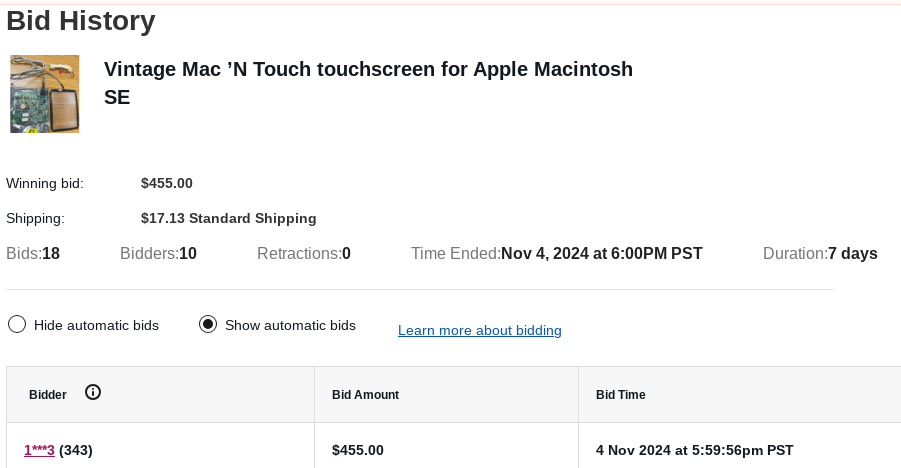 Bid History
Vintage Mac ’N Touch touchscreen for Apple Macintosh
SE
Winning bid: $455.00
Shipping: $17.13 Standard Shipping
Bids:18 Bidders:10 Retractions:0 Time Ended:Nov 4, 2024 at 6:00PM PST Duration:7 days
Hide automatic bids Show automatic bids Learn more about bidding
Bidder Bid Amount Bid Time
1***3 (343) $455.00 4 Nov 2024 at 5:59:56pm PST